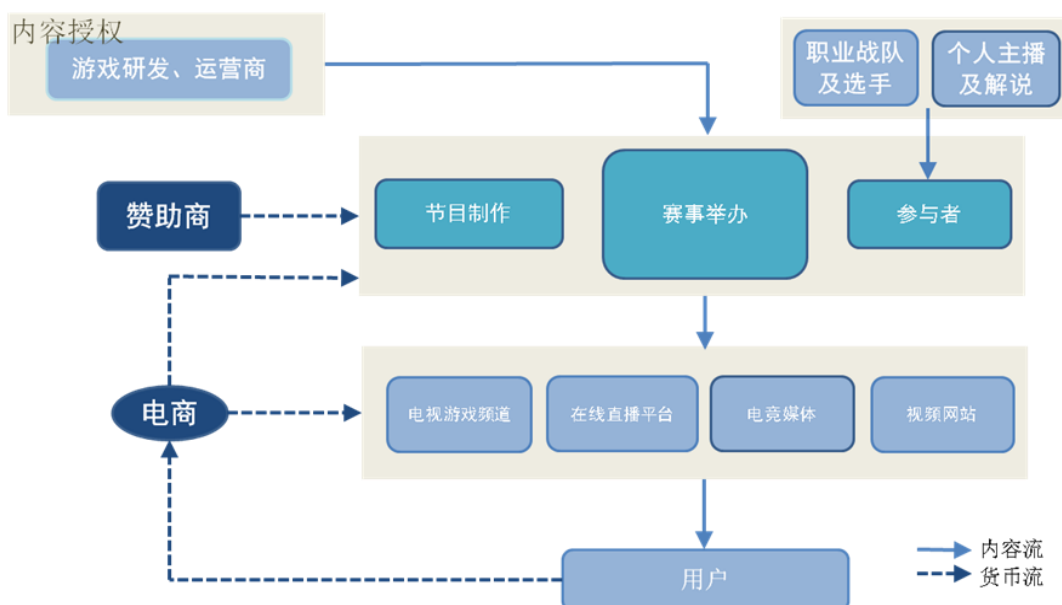 内容授权
游戏研发、运营商
职业战队
及选手
个人主播
及解说
赞助商
节目制作
赛事举办
参与者
电商
电视游戏频道
在线直播平台
电竞媒体
视频网站
用户
内容流
货币流